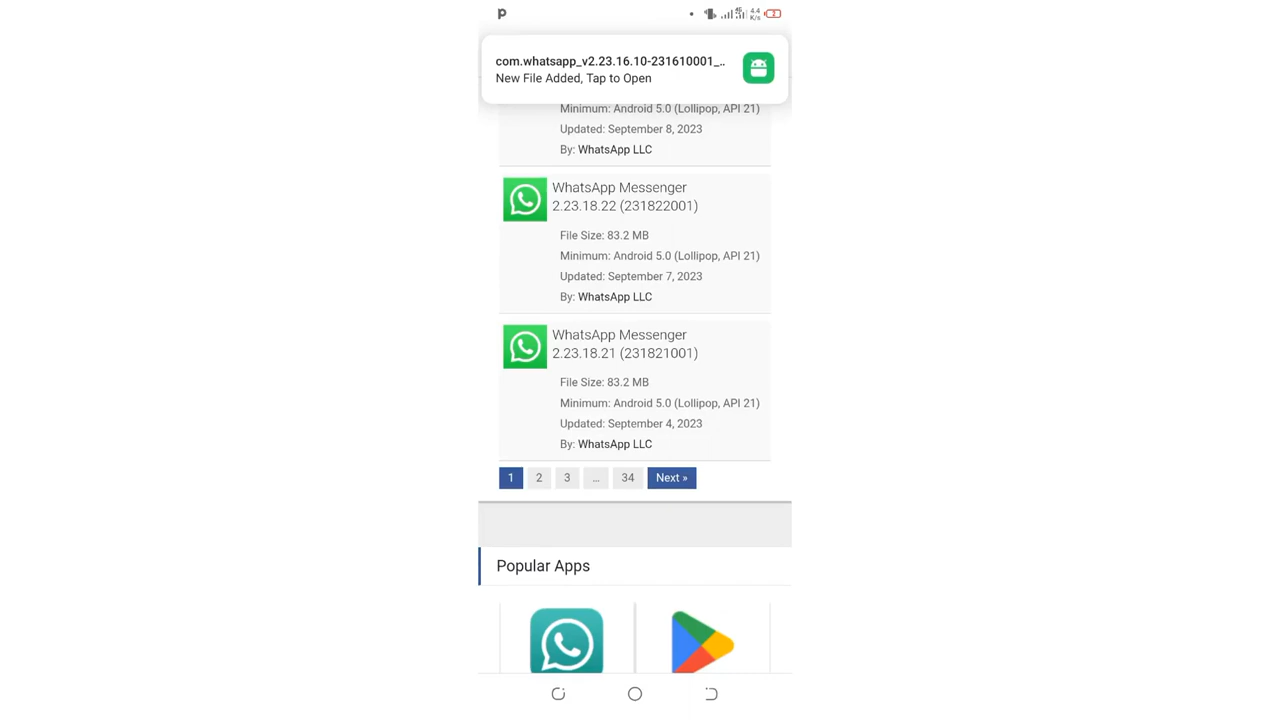 4G 4.4
K/s 2
com.whatsapp_v2.23.16.10-231610001_..
New File Added, Tap to Open
Minimum: Android 5.0 (Lollipop, API 21)
Updated: September 8, 2023
By: WhatsApp LLC
WhatsApp Messenger
2.23.18.22 (231822001)
File Size: 83.2 MB
Minimum: Android 5.0 (Lollipop, API 21)
Updated: September 7, 2023
By: WhatsApp LLC
WhatsApp Messenger
2.23.18.21 (231821001)
File Size: 83.2 MB
Minimum: Android 5.0 (Lollipop, API 21)
Updated: September 4, 2023
By: WhatsApp LLC
1 2 3 ... 34 Next »
Popular Apps